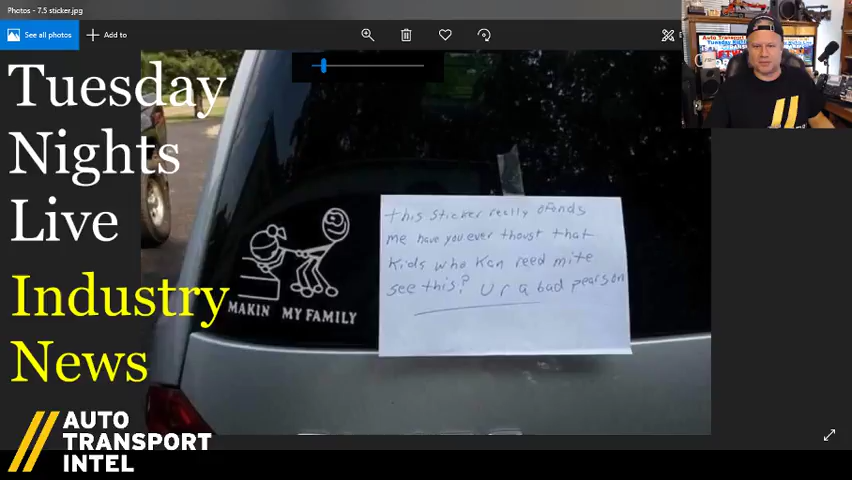 Photos - 7.5 sticker.jpg
See all photos
Add to
Tuesday
Nights
Live
Industry
News
AUTO
TRANSPORT
INTEL
MAKIN MY FAMILY
this sticker really ofends
me have you ever thoust that
kids who kan reed mite
see this? U r a bad pearson